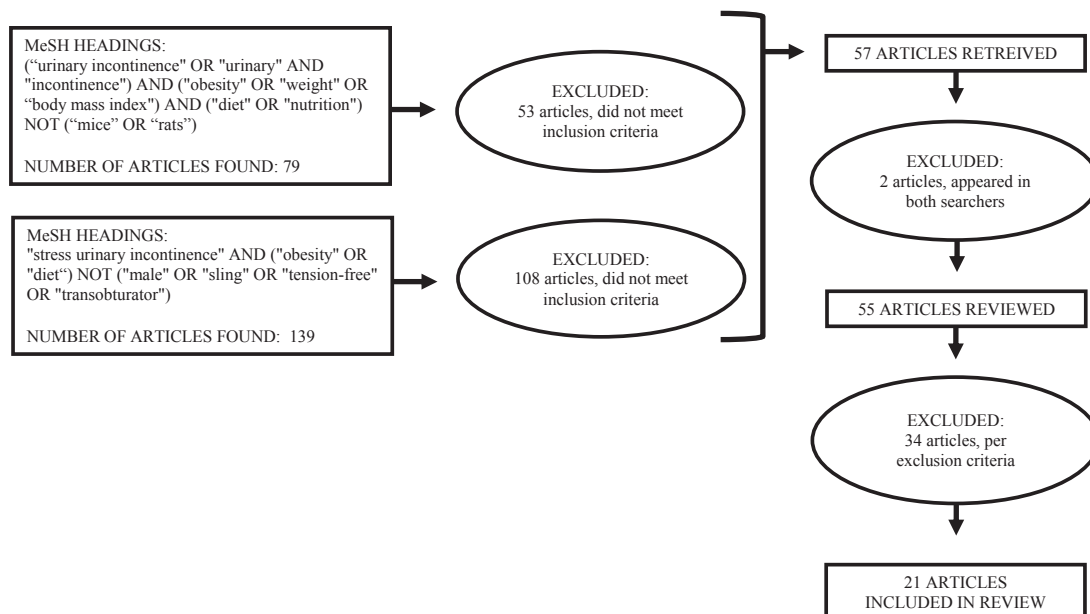 MeSH HEADINGS:
(“urinary incontinence" OR "urinary" AND
"incontinence") AND ("obesity" OR "weight" OR
“body mass index") AND ("diet" OR "nutrition")
NOT (“mice” OR “rats”)
NUMBER OF ARTICLES FOUND: 79
EXCLUDED:
53 articles, did not meet
inclusion criteria
MeSH HEADINGS:
"stress urinary incontinence" AND ("obesity" OR
"diet“) NOT ("male" OR "sling" OR "tension-free"
OR "transobturator")
NUMBER OF ARTICLES FOUND: 139
EXCLUDED:
108 articles, did not meet
inclusion criteria
57 ARTICLES RETREIVED
EXCLUDED:
2 articles, appeared in
both searchers
55 ARTICLES REVIEWED
EXCLUDED:
34 articles, per
exclusion criteria
21 ARTICLES
INCLUDED IN REVIEW